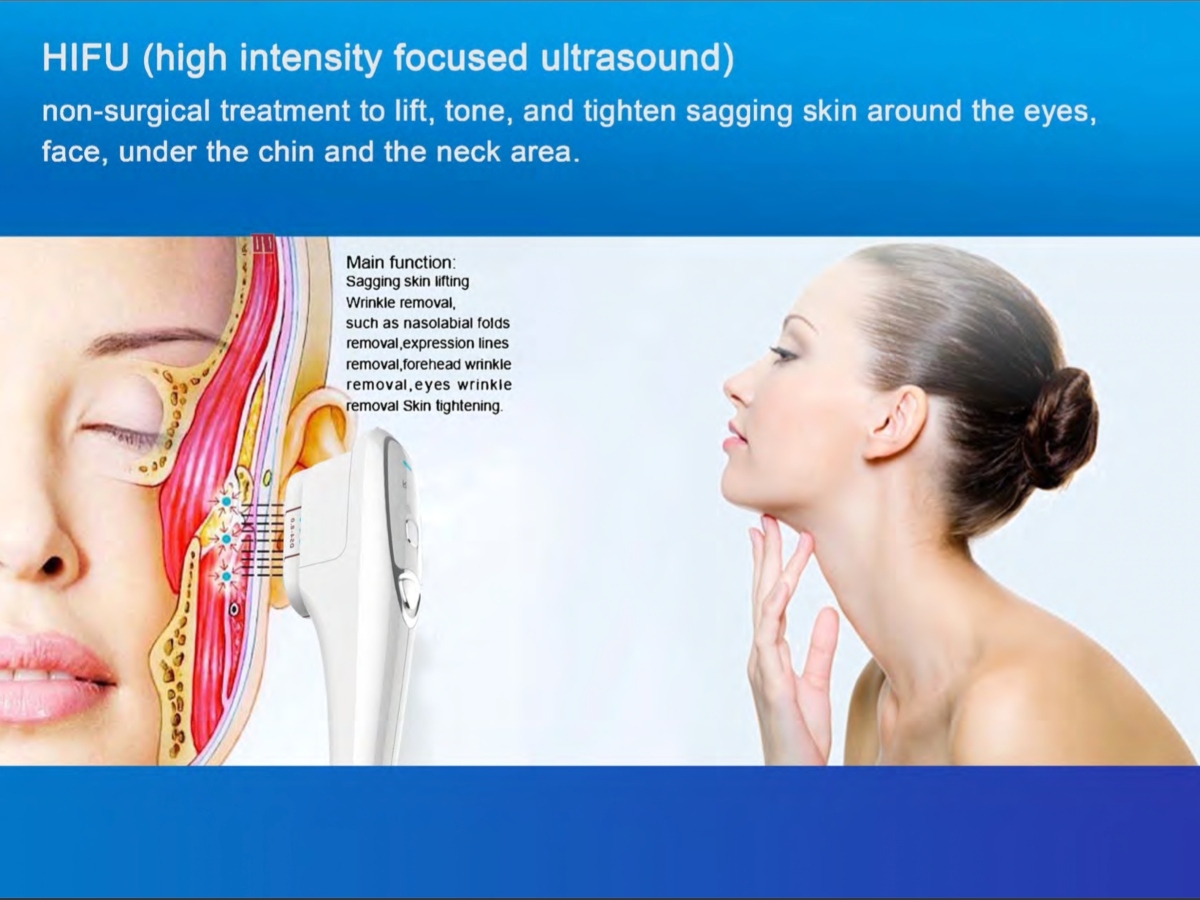 HIFU (high intensity focused ultrasound)
non-surgical treatment to lift, tone, and tighten sagging skin around the eyes,
face, under the chin and the neck area.
Main function:
Sagging skin lifting
Wrinkle removal,
such as nasolabial folds
removal,expression lines
removal,forehead wrinkle
removal,eyes wrinkle
removal Skin tightening.